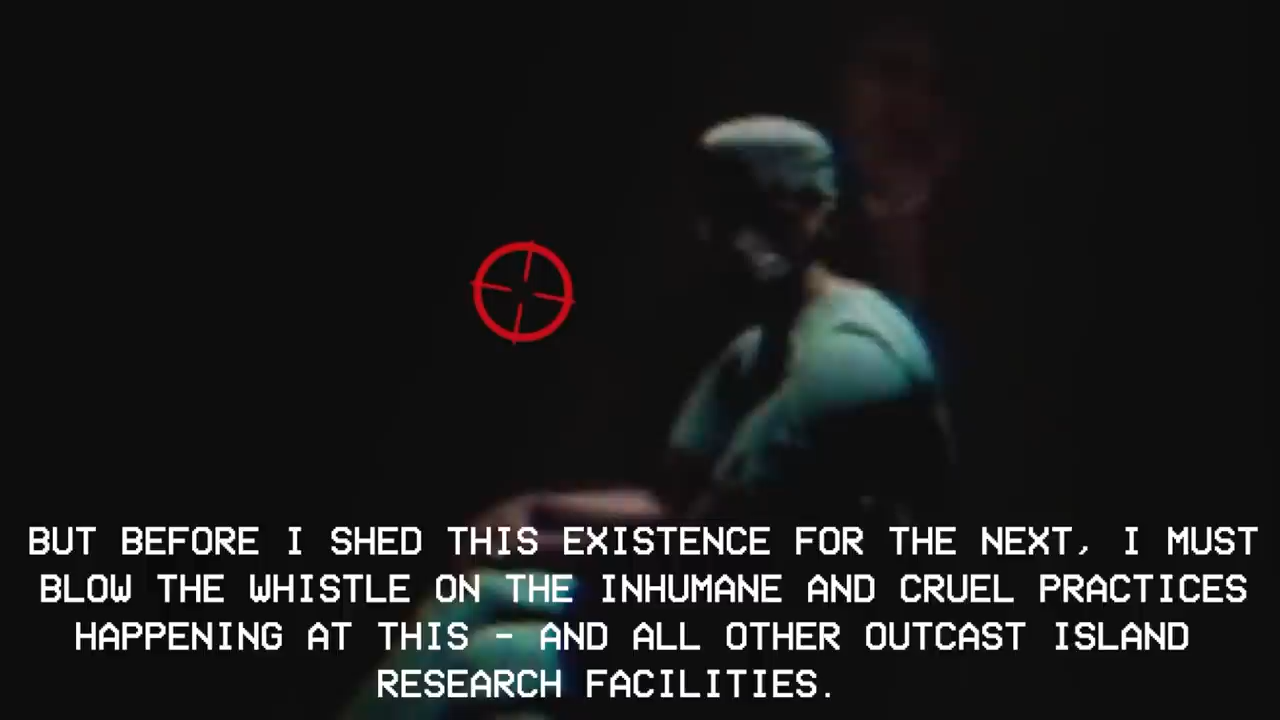 BUT BEFORE I SHED THIS EXISTENCE FOR THE NEXT, I MUST
BLOW THE WHISTLE ON THE INHUMANE AND CRUEL PRACTICES
HAPPENING AT THIS - AND ALL OTHER OUTCAST ISLAND
RESEARCH FACILITIES.